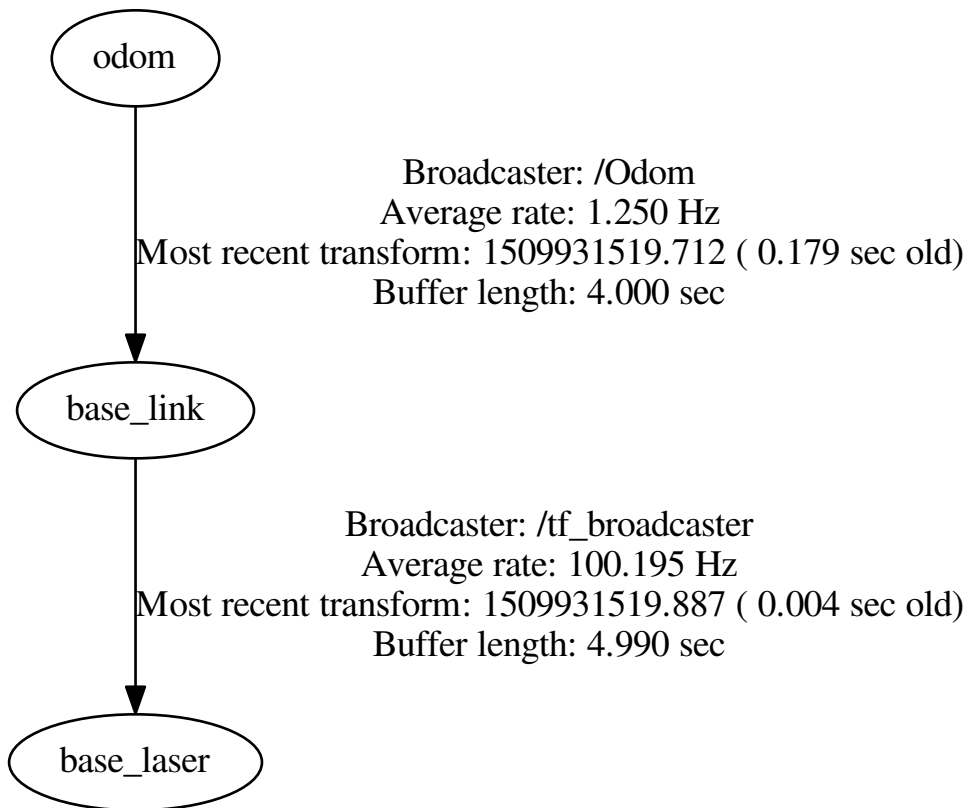 odom
Broadcaster: /Odom
Average rate: 1.250 Hz
Most recent transform: 1509931519.712 ( 0.179 sec old)
Buffer length: 4.000 sec
base_link
Broadcaster: /tf_broadcaster
Average rate: 100.195 Hz
Most recent transform: 1509931519.887 ( 0.004 sec old)
Buffer length: 4.990 sec
base_laser